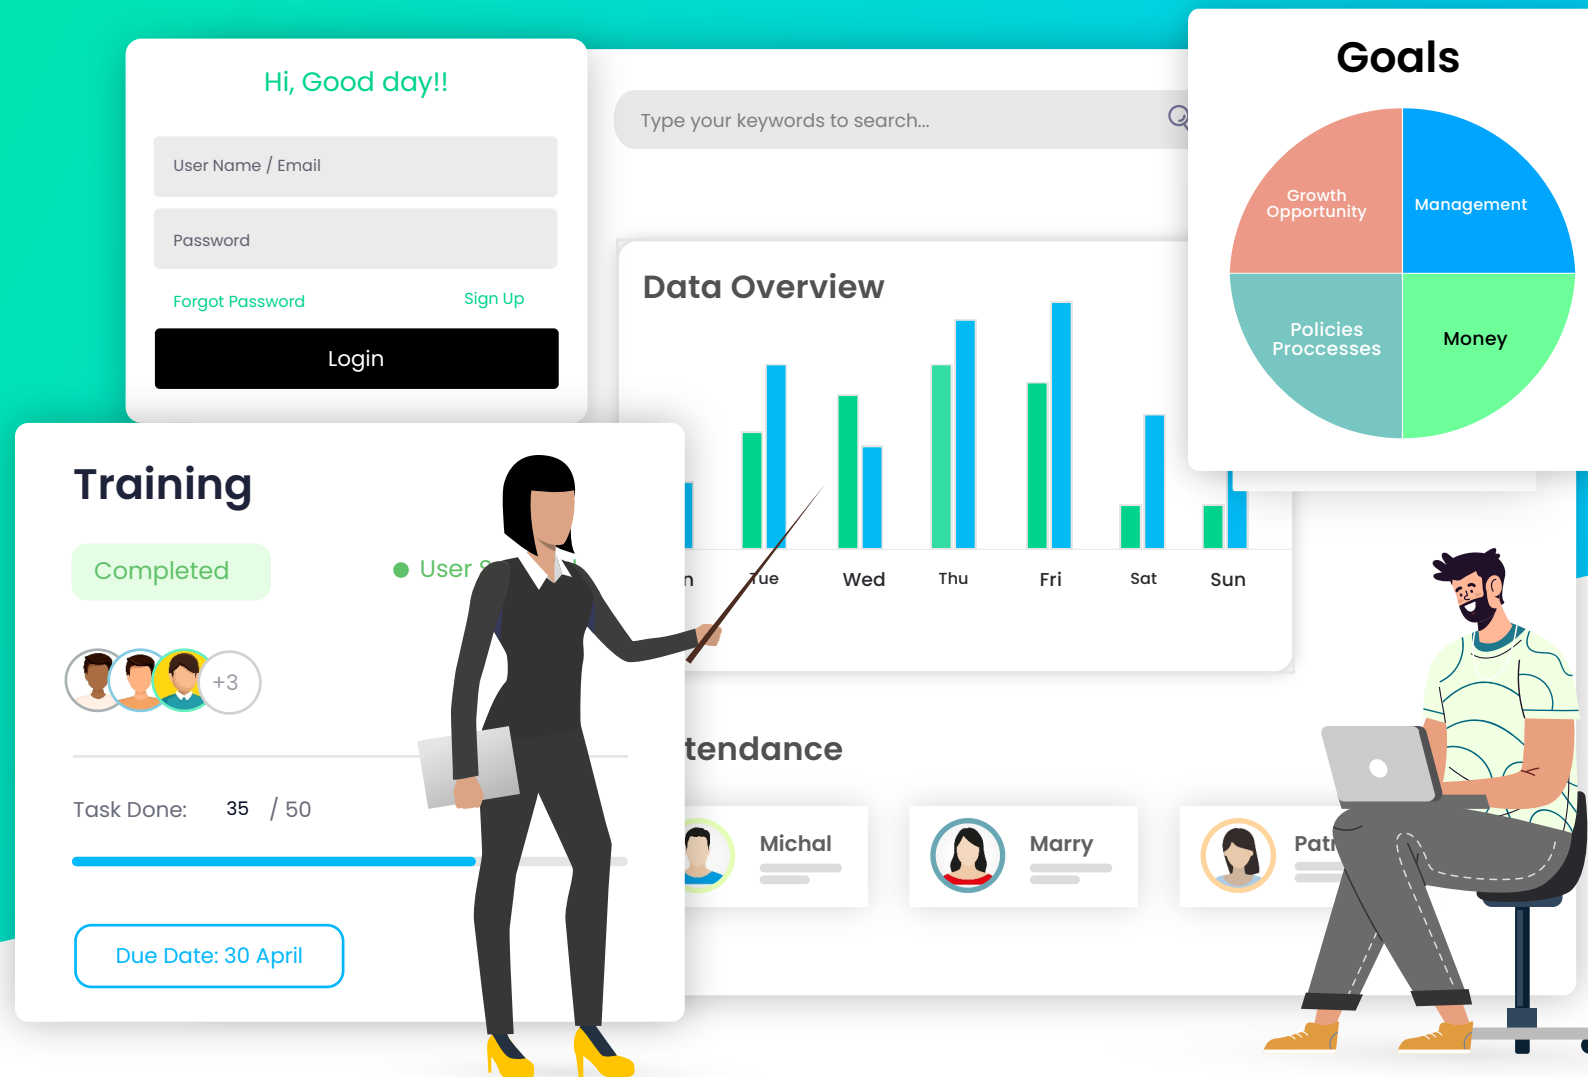 Hi, Good day!!
User Name / Email
Password
Forgot Password
Sign Up
Login
Type your keywords to search...
Goals
Growth
Opportunity
Management
Policies
Proccesses
Money
Data Overview
Tue
Wed
Thu
Fri
Sat
Sun
Training
Completed
User
+3
Task Done: 35 / 50
Due Date: 30 April
tendance
Michal
Marry